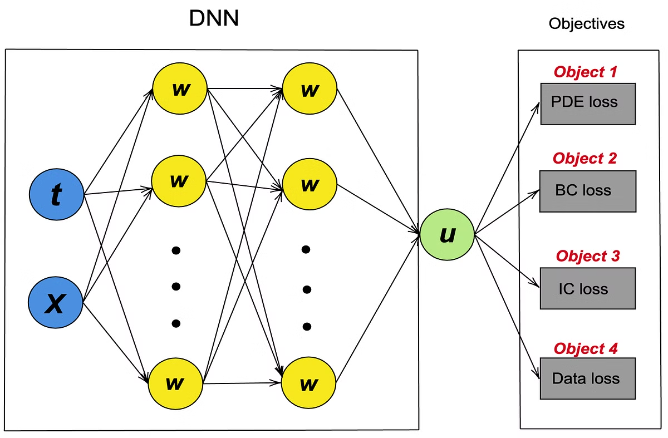 DNN
Objectives
w
w
t
w
w
x
w
w
u
Object 1
PDE loss
Object 2
BC loss
Object 3
IC loss
Object 4
Data loss